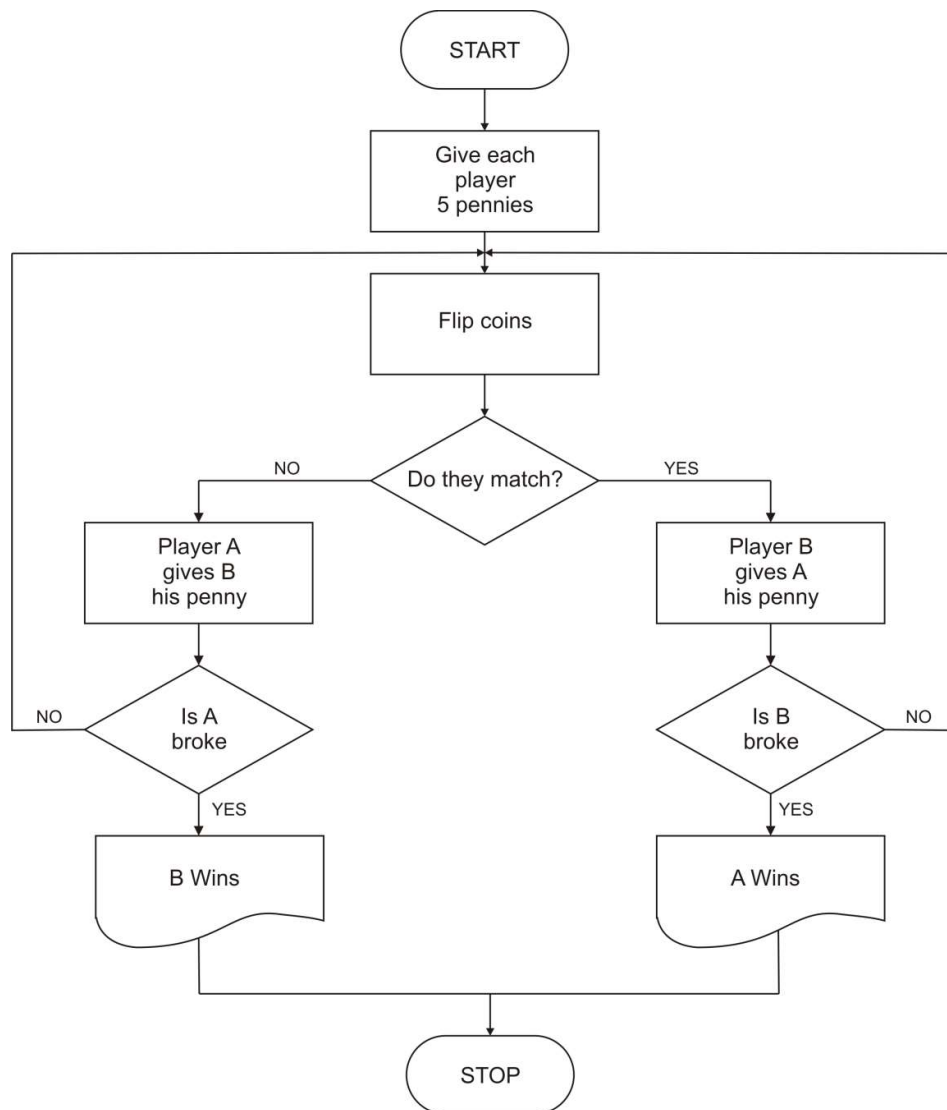 START
Give each
player
5 pennies
Flip coins
Do they match?
NO
YES
Player A
gives B
his penny
Player B
gives A
his penny
Is A
broke
NO
YES
Is B
broke
NO
YES
B Wins
A Wins
STOP